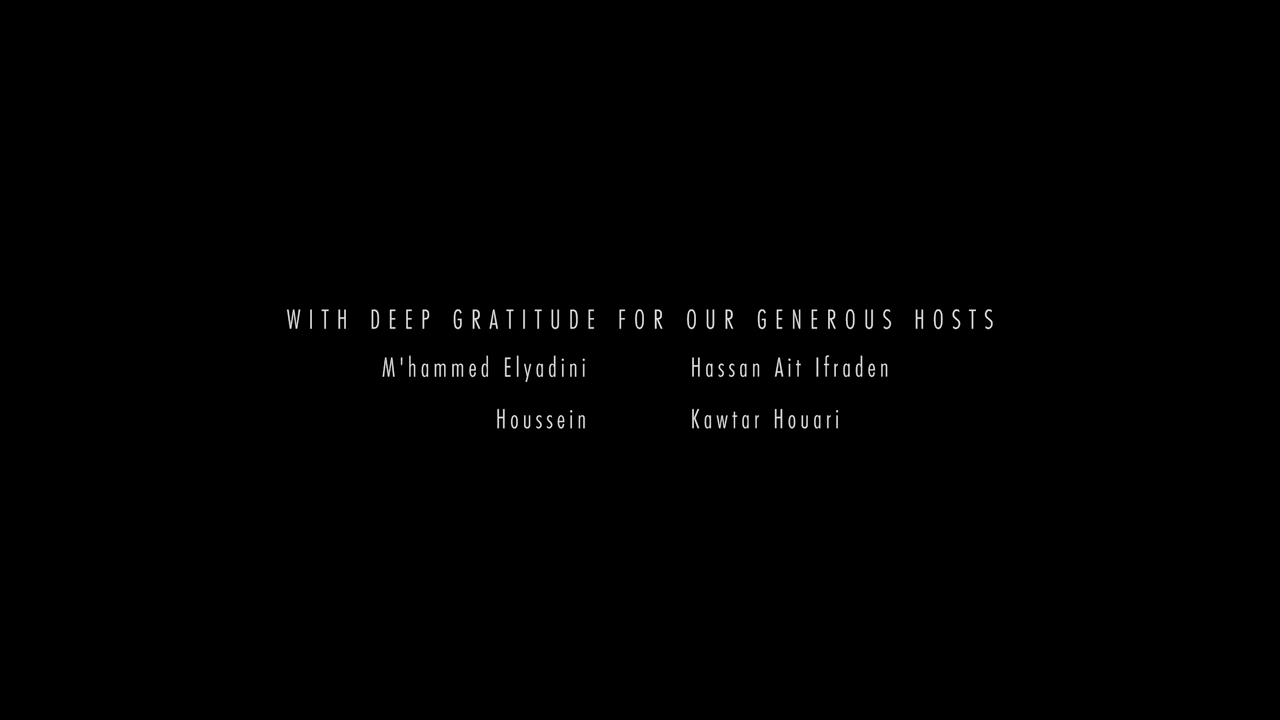 WITH DEEP GRATITUDE FOR OUR GENEROUS HOSTS
M'hammed Elyadini Hassan Ait Ifraden
Houssein Kawtar Houari